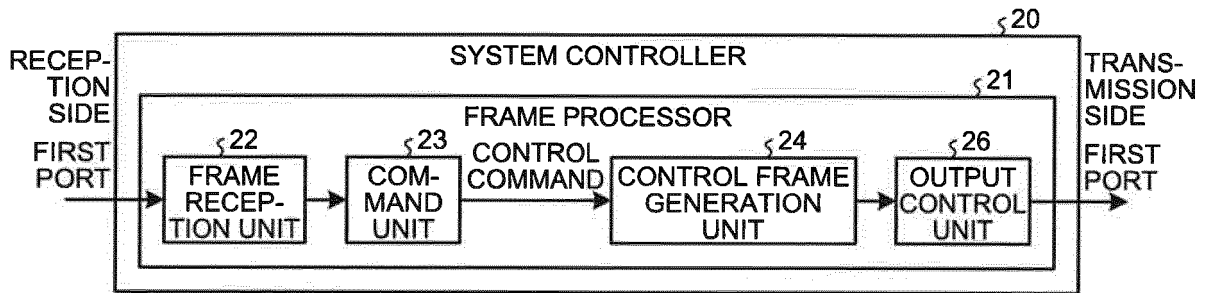 20
SYSTEM CONTROLLER
RECEP-
TION
SIDE
TRANS-
MISSION
SIDE
21
FRAME PROCESSOR
FIRST
PORT
22
FRAME
RECEP-
TION UNIT
23
COM-
MAND
UNIT
CONTROL
COMMAND
24
CONTROL FRAME
GENERATION
UNIT
26
OUTPUT
CONTROL
UNIT
FIRST
PORT